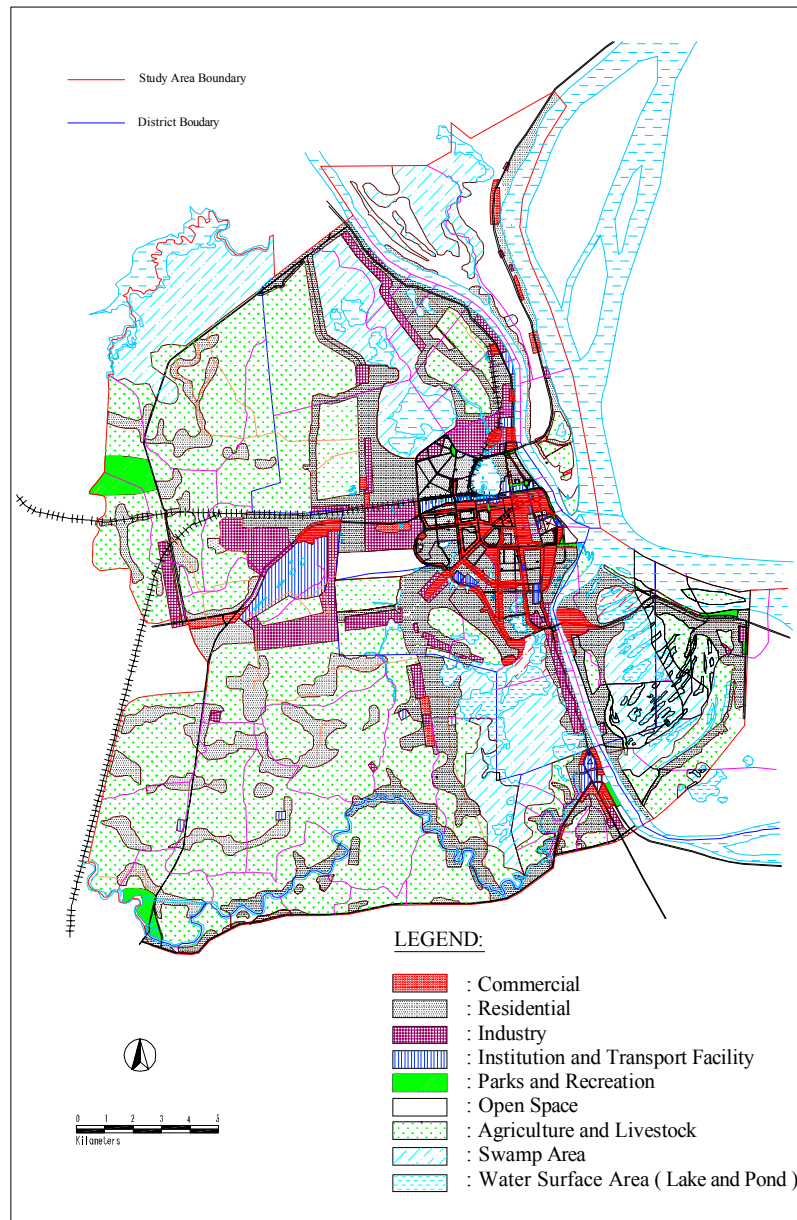 Study Area Boundary
District Boudary
LEGEND:
: Commercial
: Residential
: Industry
: Institution and Transport Facility
: Parks and Recreation
: Open Space
: Agriculture and Livestock
: Swamp Area
: Water Surface Area ( Lake and Pond )
0 1 2 3 4 5
Kilameters